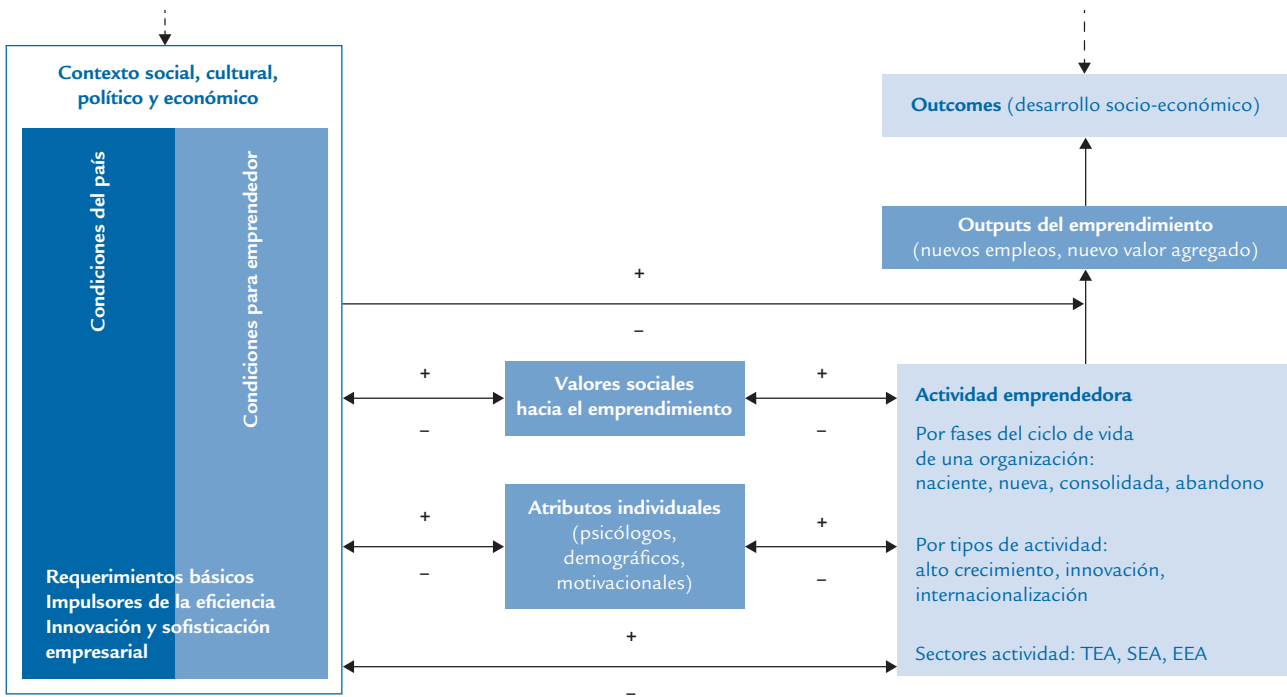 Contexto social, cultural,
político y económico
Condiciones del país
Condiciones para emprendedor
Requerimientos básicos
Impulsores de la eficiencia
Innovación y sofisticación
empresarial
Outcomes (desarrollo socio-económico)
Outputs del emprendimiento
(nuevos empleos, nuevo valor agregado)
+
–
+
–
Valores sociales
hacia el emprendimiento
+
–
+
–
Atributos individuales
(psicólogos,
demográficos,
motivacionales)
+
–
+
–
Actividad emprendedora
Por fases del ciclo de vida
de una organización:
naciente, nueva, consolidada, abandono
Por tipos de actividad:
alto crecimiento, innovación,
internacionalización
Sectores actividad: TEA, SEA, EEA